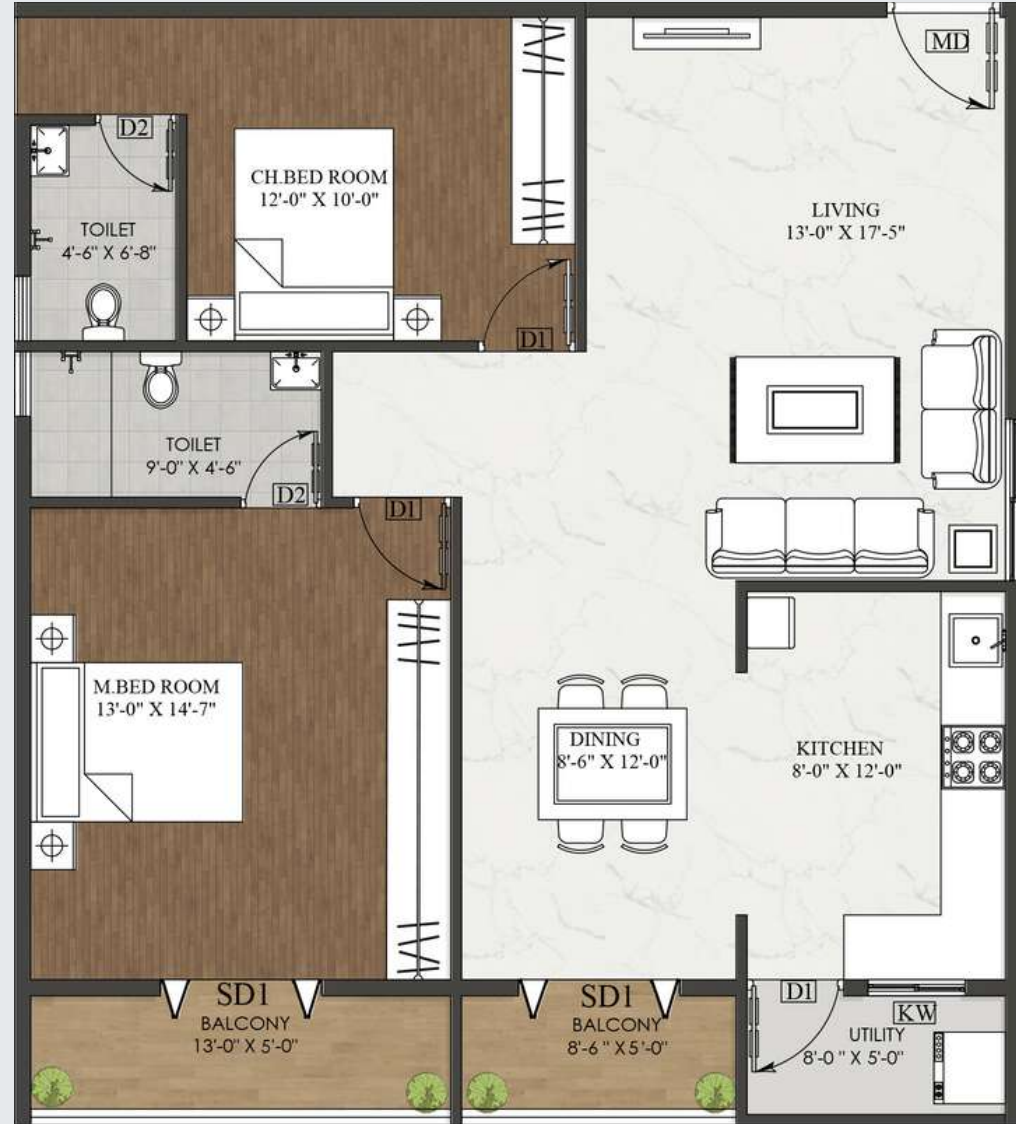 MD
D2
CH.BED ROOM
12'-0" X 10'-0"
LIVING
13'-0" X 17'-5"
TOILET
4'-6" X 6'-8"
D1
TOILET
9'-0" X 4'-6"
D2
D1
M.BED ROOM
13'-0" X 14'-7"
DINING
8'-6" X 12'-0"
KITCHEN
8'-0" X 12'-0"
SD1
BALCONY
13'-0" X 5'-0"
SD1
BALCONY
8'-6" X 5'-0"
D1
KW
UTILITY
8'-0" X 5'-0"